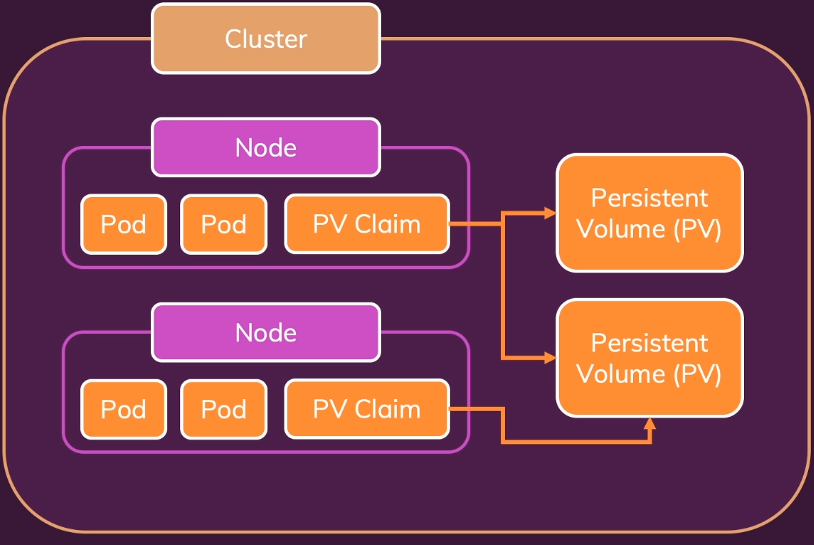 Cluster
Node
Pod
Pod
PV Claim
Persistent
Volume (PV)
Node
Pod
Pod
PV Claim
Persistent
Volume (PV)